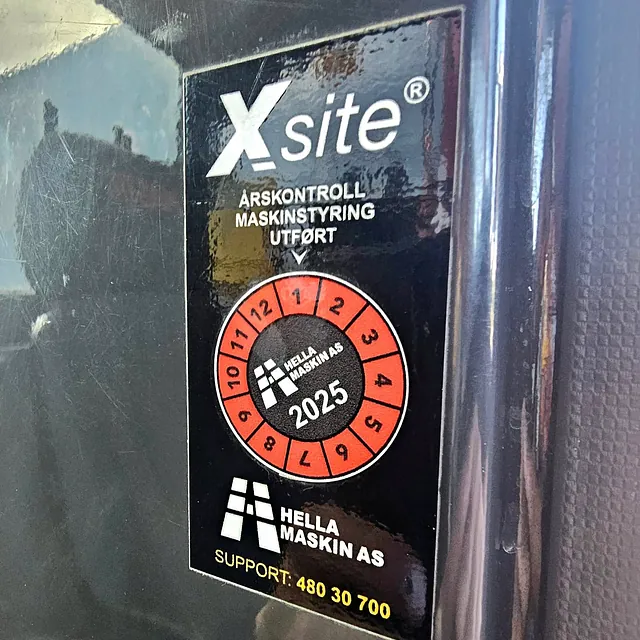 Xsite®
ÅRSKONTROLL
MASKINSTYRING
UTFØRT
1
2
3
4
5
6
7
8
9
10
11
12
HELLA
MASKIN AS
2025
HELLA
MASKIN AS
SUPPORT: 480 30 700